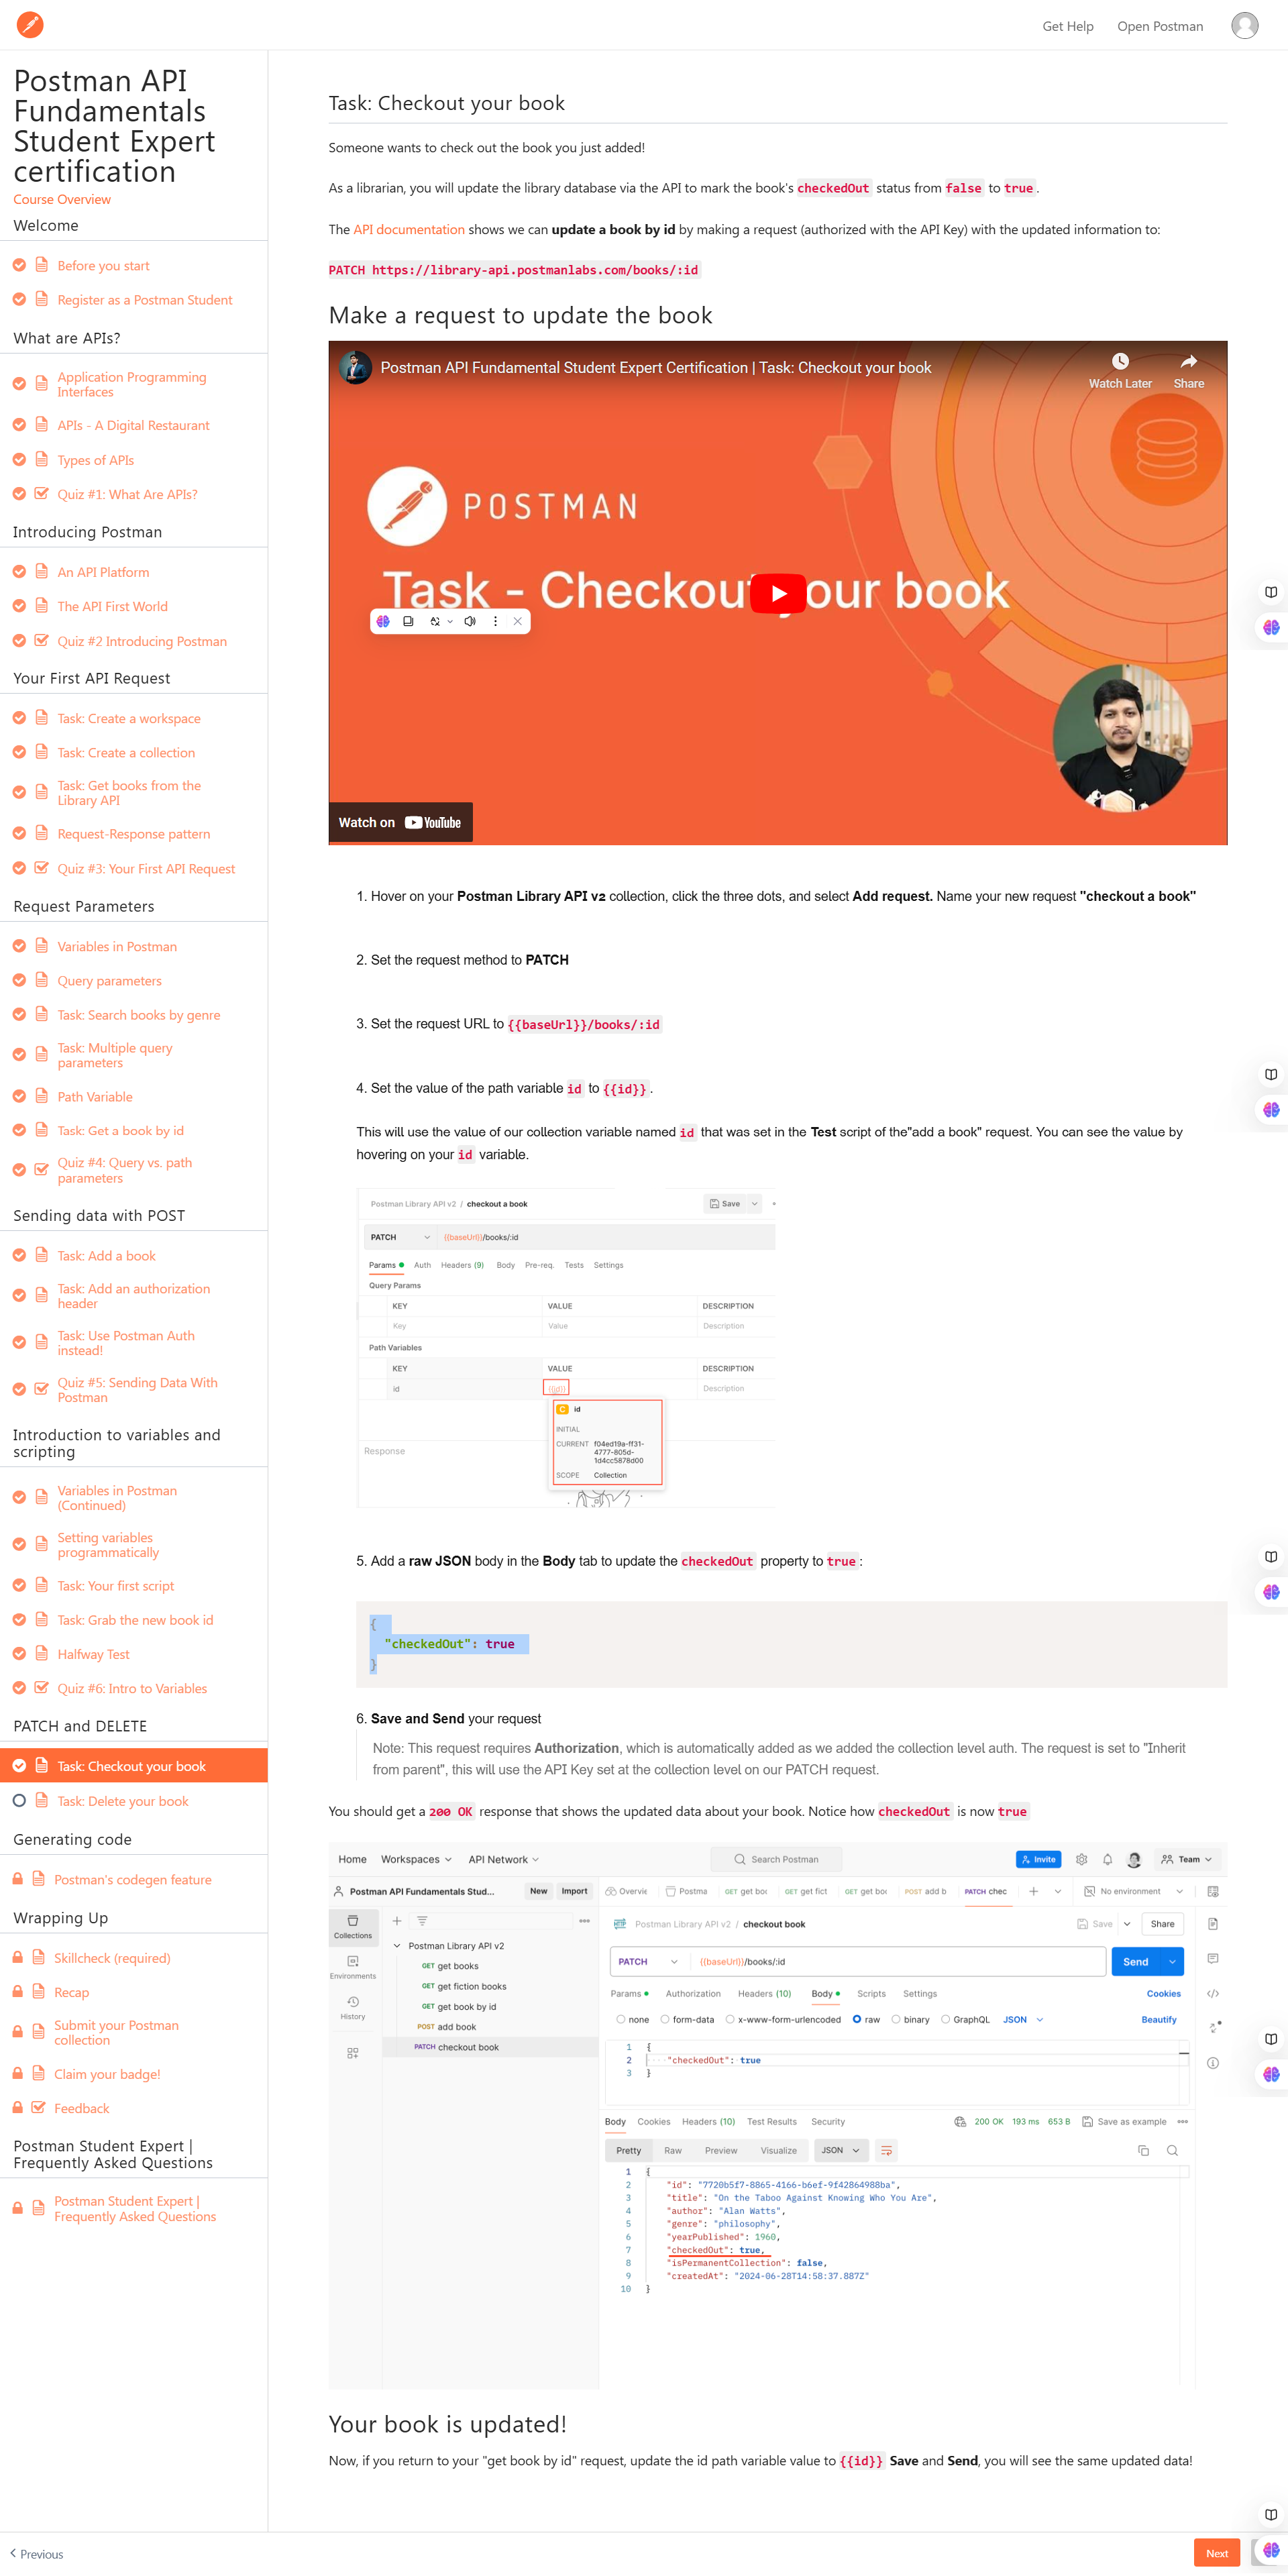 Get Help
Open Postman
Postman API
Fundamentals
Student Expert
certification
Course Overview
Welcome
Before you start
Register as a Postman Student
What are APIs?
Application Programming
Interfaces
APIs - A Digital Restaurant
Types of APIs
Quiz #1: What Are APIs?
Introducing Postman
An API Platform
The API First World
Quiz #2 Introducing Postman
Your First API Request
Task: Create a workspace
Task: Create a collection
Task: Get books from the
Library API
Request-Response pattern
Quiz #3: Your First API Request
Request Parameters
Variables in Postman
Query parameters
Task: Search books by genre
Task: Multiple query
parameters
Path Variable
Task: Get a book by id
Quiz #4: Query vs. path
parameters
Sending data with POST
Task: Add a book
Task: Add an authorization
header
Task: Use Postman Auth
instead!
Quiz #5: Sending Data With
Postman
Introduction to variables and
scripting
Variables in Postman
(Continued)
Setting variables
programmatically
Task: Your first script
Task: Grab the new book id
Halfway Test
Quiz #6: Intro to Variables
PATCH and DELETE
Task: Checkout your book
Task: Delete your book
Generating code
Postman's codegen feature
Wrapping Up
Skillcheck (required)
Recap
Submit your Postman
collection
Claim your badge!
Feedback
Postman Student Expert |
Frequently Asked Questions
Postman Student Expert |
Frequently Asked Questions
Task: Checkout your book
Someone wants to check out the book you just added!
As a librarian, you will update the library database via the API to mark the book's checkedOut status from false to true.
The API documentation shows we can update a book by id by making a request (authorized with the API Key) with the updated information to:
PATCH https://library-api.postmanlabs.com/books/:id
Make a request to update the book
Postman API Fundamentals Student Expert Certification | Task: Checkout your book
Watch Later
Share
POSTMAN
Task - Checkout your book
Watch on YouTube
1. Hover on your Postman Library API v2 collection, click the three dots, and select Add request. Name your new request "checkout a book"
2. Set the request method to PATCH
3. Set the request URL to {{baseUrl}}/books/:id
4. Set the value of the path variable id to {{id}}.
This will use the value of our collection variable named id that was set in the Test script of the"add a book" request. You can see the value by
hovering on your id variable.
Postman Library API v2 / checkout a book
Save
PATCH
{{baseUrl}}/books/:id
Params Auth Headers (9) Body Pre-req. Tests Settings
Query Params
KEY VALUE DESCRIPTION
Key Value Description
Path Variables
KEY VALUE DESCRIPTION
id {{id}} Description
C id
INITIAL
CURRENT f04ed19a-ff31-
4777-805d-
1d4cc5878d00
SCOPE Collection
Response
5. Add a raw JSON body in the Body tab to update the checkedOut property to true:
{
"checkedOut": true
}
6. Save and Send your request
Note: This request requires Authorization, which is automatically added as we added the collection level auth. The request is set to "Inherit
from parent", this will use the API Key set at the collection level on our PATCH request.
You should get a 200 OK response that shows the updated data about your book. Notice how checkedOut is now true
Home Workspaces API Network Search Postman Invite Team
Postman API Fundamentals Stud... New Import Overvie Postma GET get boo GET get fict GET get boo POST add b PATCH chec No environment
Collections
Environments
History
Postman Library API v2
GET get books
GET get fiction books
GET get book by id
POST add book
PATCH checkout book
Postman Library API v2 / checkout book
Save Share
PATCH {{baseUrl}}/books/:id Send
Params Authorization Headers (10) Body Scripts Settings Cookies
none form-data x-www-form-urlencoded raw binary GraphQL JSON Beautify
1 {
2 "checkedOut": true
3 }
Body Cookies Headers (10) Test Results Security 200 OK 193 ms 653 B Save as example
Pretty Raw Preview Visualize JSON
1 {
2 "id": "7720b5f7-8865-4166-b6ef-9f42864988ba",
3 "title": "On the Taboo Against Knowing Who You Are",
4 "author": "Alan Watts",
5 "genre": "philosophy",
6 "yearPublished": 1960,
7 "checkedOut": true,
8 "isPermanentCollection": false,
9 "createdAt": "2024-06-28T14:58:37.887Z"
10 }
Your book is updated!
Now, if you return to your "get book by id" request, update the id path variable value to {{id}} Save and Send, you will see the same updated data!
Previous
Next